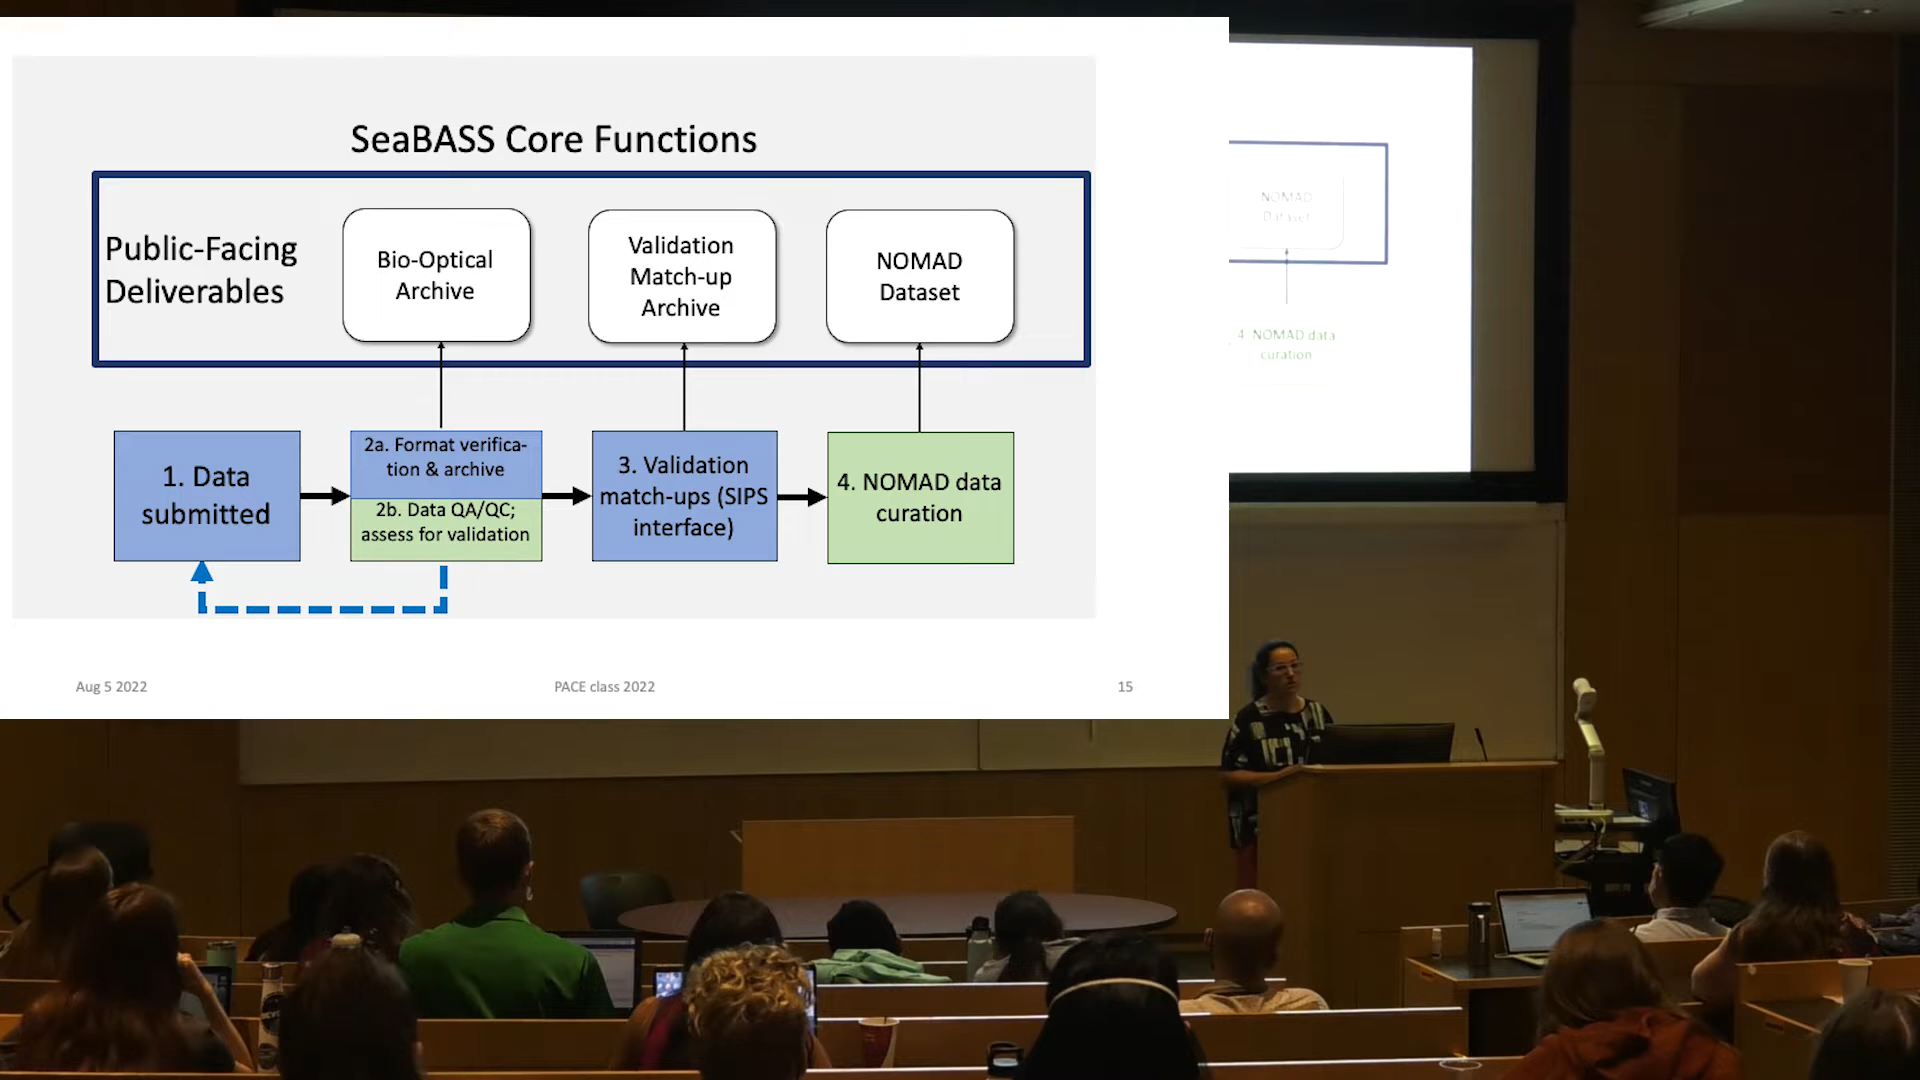 SeaBASS Core Functions
Public-Facing
Deliverables
Bio-Optical
Archive
Validation
Match-up
Archive
NOMAD
Dataset
1. Data
submitted
2a. Format verifica-
tion & archive
2b. Data QA/QC;
assess for validation
3. Validation
match-ups (SIPS
interface)
4. NOMAD data
curation
Aug 5 2022
PACE class 2022
15
NOMAD
Dataset
4 NOMAD data
curation